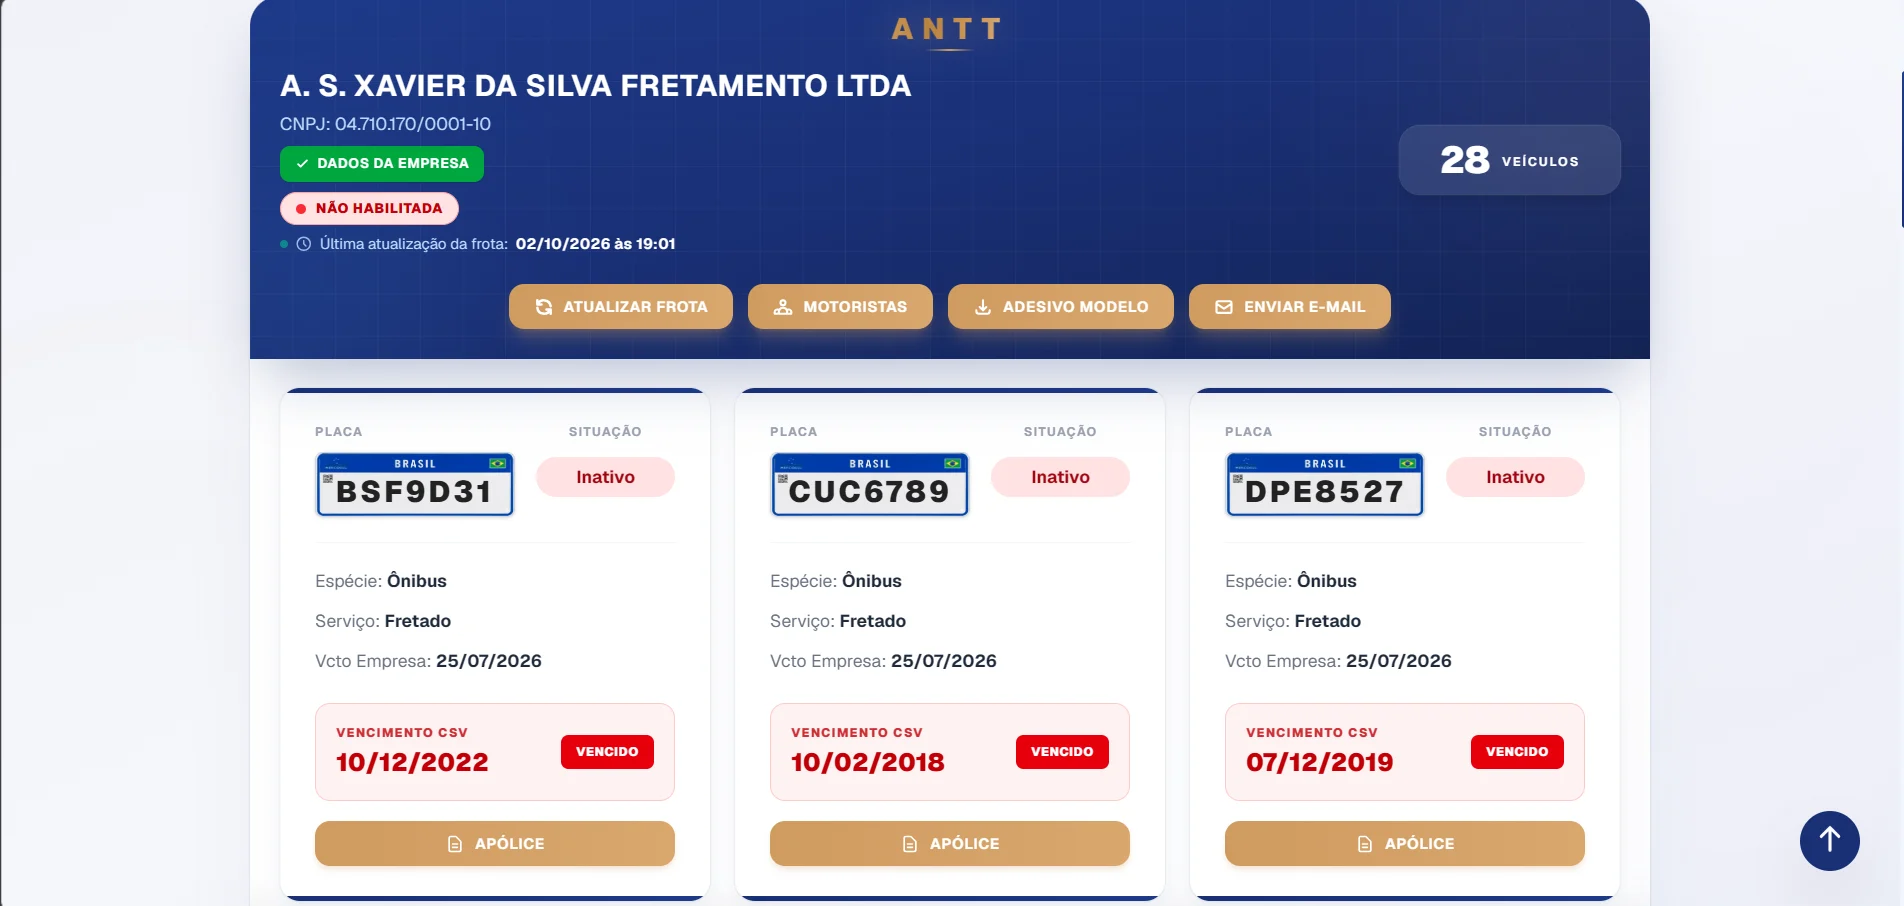 ANTT
A. S. XAVIER DA SILVA FRETAMENTO LTDA
CNPJ: 04.710.170/0001-10
DADOS DA EMPRESA
NÃO HABILITADA
Última atualização da frota: 02/10/2026 às 19:01
28 VEÍCULOS
ATUALIZAR FROTA
MOTORISTAS
ADESIVO MODELO
ENVIAR E-MAIL
PLACA
SITUAÇÃO
BRASIL
BSF9D31
Inativo
Espécie: Ônibus
Serviço: Fretado
Vcto Empresa: 25/07/2026
VENCIMENTO CSV
10/12/2022
VENCIDO
APÓLICE
PLACA
SITUAÇÃO
BRASIL
CUC6789
Inativo
Espécie: Ônibus
Serviço: Fretado
Vcto Empresa: 25/07/2026
VENCIMENTO CSV
10/02/2018
VENCIDO
APÓLICE
PLACA
SITUAÇÃO
BRASIL
DPE8527
Inativo
Espécie: Ônibus
Serviço: Fretado
Vcto Empresa: 25/07/2026
VENCIMENTO CSV
07/12/2019
VENCIDO
APÓLICE